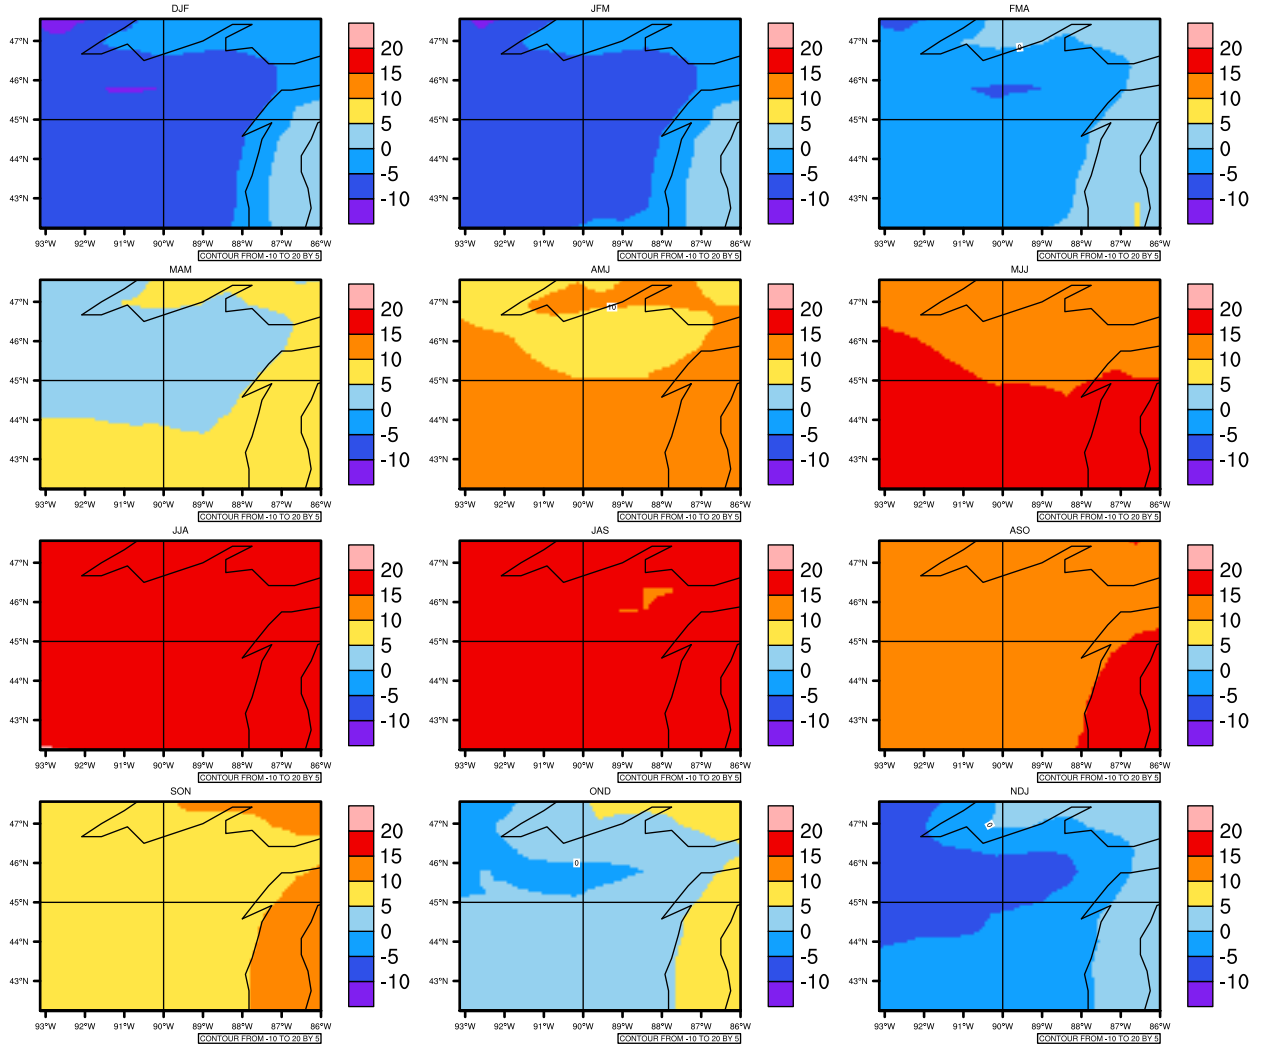 DJF JFM FMA
47°N 46°N 45°N 44°N 43°N
93°W 92°W 91°W 90°W 89°W 88°W 87°W 86°W
20 15 10 5 0 -5 -10
CONTOUR FROM -10 TO 20 BY 5
47°N 46°N 45°N 44°N 43°N
93°W 92°W 91°W 90°W 89°W 88°W 87°W 86°W
20 15 10 5 0 -5 -10
CONTOUR FROM -10 TO 20 BY 5
0
47°N 46°N 45°N 44°N 43°N
93°W 92°W 91°W 90°W 89°W 88°W 87°W 86°W
20 15 10 5 0 -5 -10
CONTOUR FROM -10 TO 20 BY 5
MAM AMJ MJJ
47°N 46°N 45°N 44°N 43°N
93°W 92°W 91°W 90°W 89°W 88°W 87°W 86°W
20 15 10 5 0 -5 -10
CONTOUR FROM -10 TO 20 BY 5
10
47°N 46°N 45°N 44°N 43°N
93°W 92°W 91°W 90°W 89°W 88°W 87°W 86°W
20 15 10 5 0 -5 -10
CONTOUR FROM -10 TO 20 BY 5
47°N 46°N 45°N 44°N 43°N
93°W 92°W 91°W 90°W 89°W 88°W 87°W 86°W
20 15 10 5 0 -5 -10
CONTOUR FROM -10 TO 20 BY 5
JJA JAS ASO
47°N 46°N 45°N 44°N 43°N
93°W 92°W 91°W 90°W 89°W 88°W 87°W 86°W
20 15 10 5 0 -5 -10
CONTOUR FROM -10 TO 20 BY 5
47°N 46°N 45°N 44°N 43°N
93°W 92°W 91°W 90°W 89°W 88°W 87°W 86°W
20 15 10 5 0 -5 -10
CONTOUR FROM -10 TO 20 BY 5
47°N 46°N 45°N 44°N 43°N
93°W 92°W 91°W 90°W 89°W 88°W 87°W 86°W
20 15 10 5 0 -5 -10
CONTOUR FROM -10 TO 20 BY 5
SON OND NDJ
47°N 46°N 45°N 44°N 43°N
93°W 92°W 91°W 90°W 89°W 88°W 87°W 86°W
20 15 10 5 0 -5 -10
CONTOUR FROM -10 TO 20 BY 5
0
47°N 46°N 45°N 44°N 43°N
93°W 92°W 91°W 90°W 89°W 88°W 87°W 86°W
20 15 10 5 0 -5 -10
CONTOUR FROM -10 TO 20 BY 5
0
47°N 46°N 45°N 44°N 43°N
93°W 92°W 91°W 90°W 89°W 88°W 87°W 86°W
20 15 10 5 0 -5 -10
CONTOUR FROM -10 TO 20 BY 5